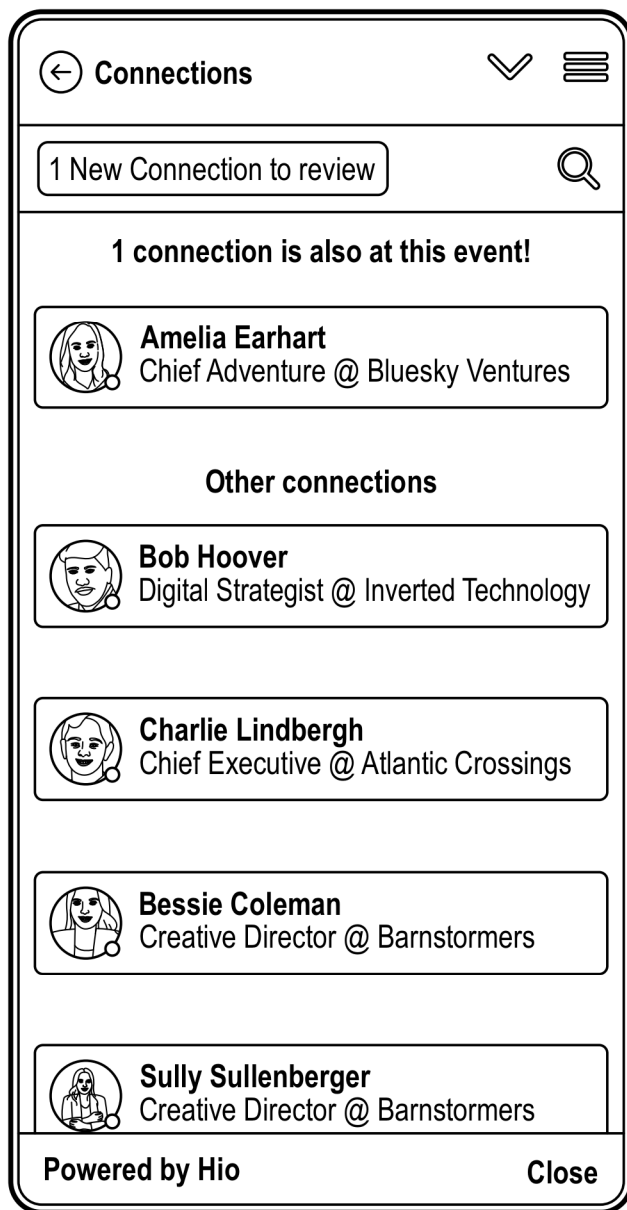 Connections
1 New Connection to review
1 connection is also at this event!
Amelia Earhart
Chief Adventure @ Bluesky Ventures
Other connections
Bob Hoover
Digital Strategist @ Inverted Technology
Charlie Lindbergh
Chief Executive @ Atlantic Crossings
Bessie Coleman
Creative Director @ Barnstormers
Sully Sullenberger
Creative Director @ Barnstormers
Powered by Hio
Close